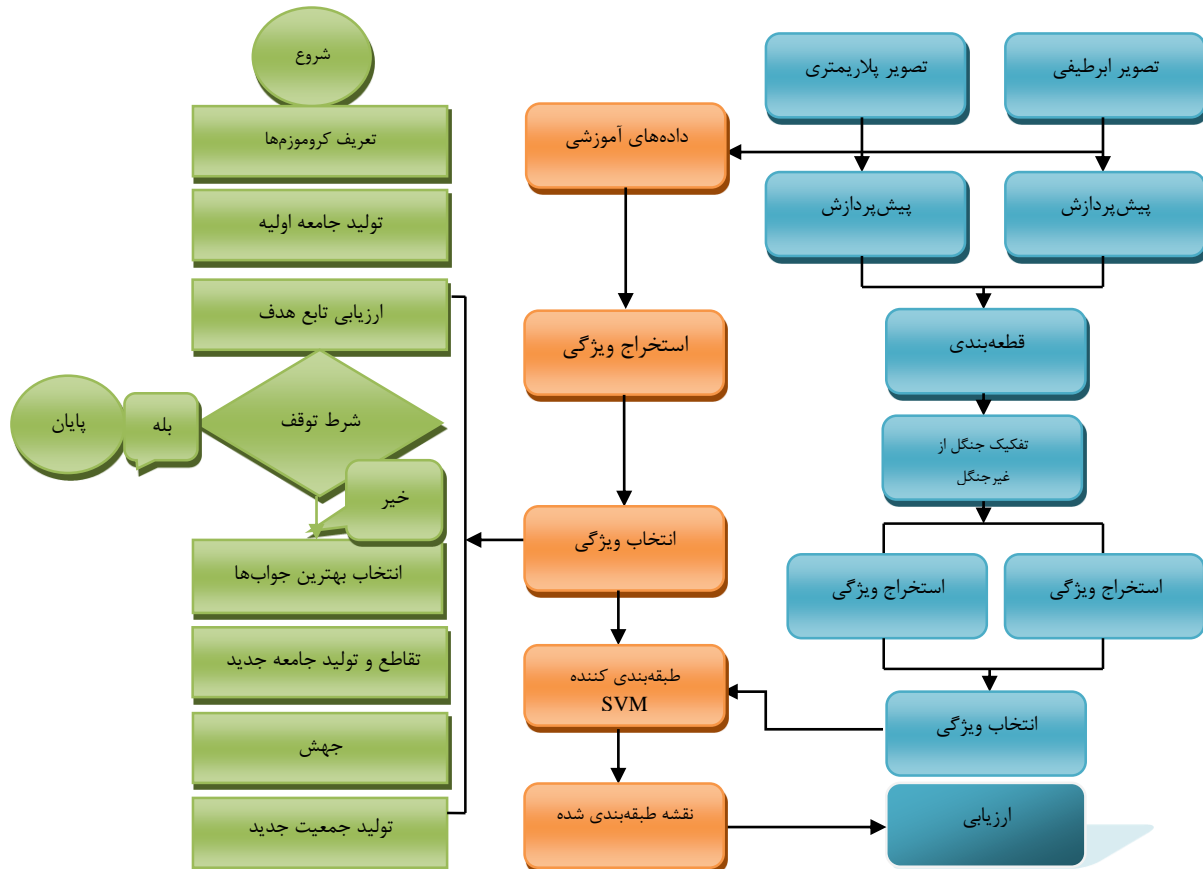 تصویر ابرطیفی
تصویر پلاریمتری
پیش‌پردازش
پیش‌پردازش
قطعه‌بندی
تفکیک جنگل از
غیرجنگل
استخراج ویژگی
استخراج ویژگی
انتخاب ویژگی
ارزیابی
داده‌های آموزشی
استخراج ویژگی
انتخاب ویژگی
طبقه‌بندی کننده
SVM
نقشه طبقه‌بندی شده
شروع
تعریف کروموزم‌ها
تولید جامعه اولیه
ارزیابی تابع هدف
شرط توقف
بله
پایان
خیر
انتخاب بهترین جواب‌ها
تقاطع و تولید جامعه جدید
جهش
تولید جمعیت جدید